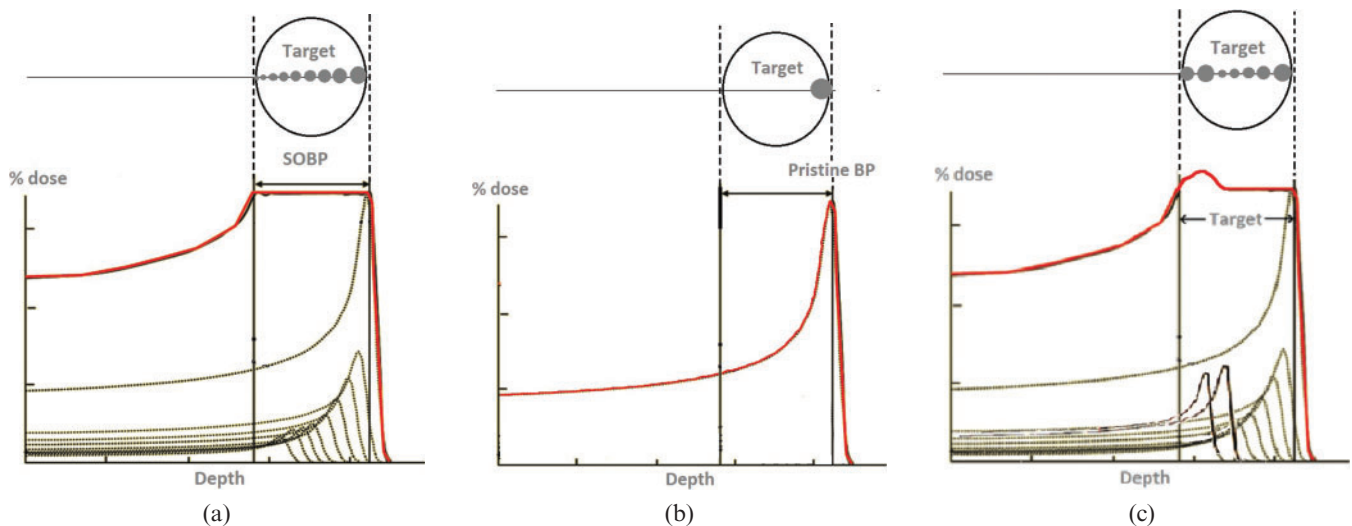 Target
SOBP
% dose
Depth
(a)
Target
Pristine BP
% dose
Depth
(b)
Target
% dose
Target
Depth
(c)